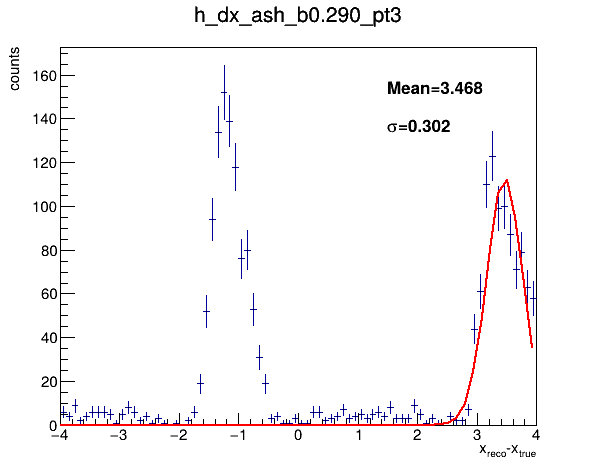 h_dx_ash_b0.290_pt3
counts
Mean=3.468
σ=0.302
160
140
120
100
80
60
40
20
0
−4 −3 −2 −1 0 1 2 3 4
x_reco-x_true